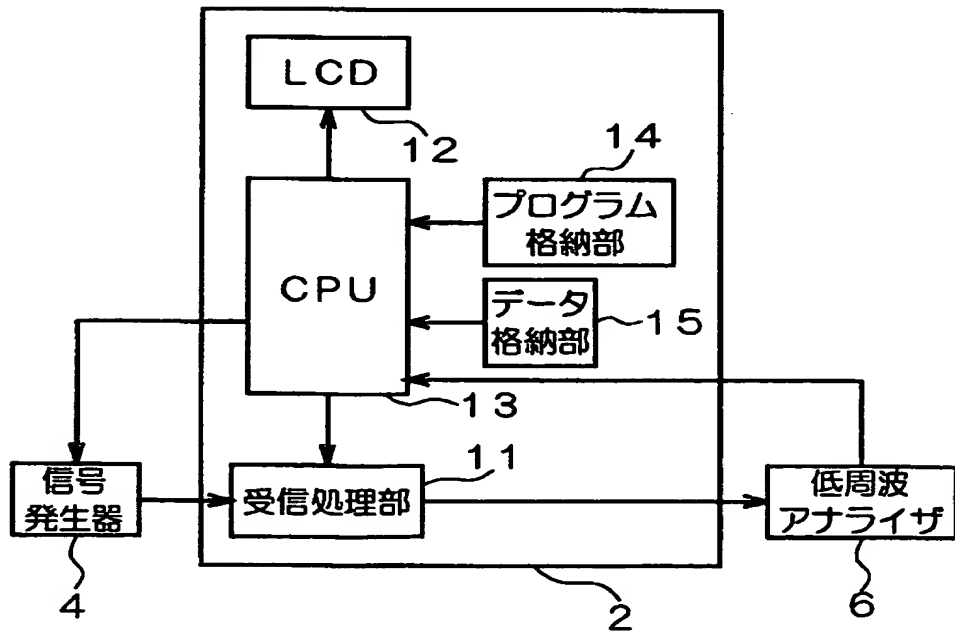 LCD
12
14
プログラム
格納部
CPU
データ
格納部
15
13
11
信号
発生器
受信処理部
低周波
アナライザ
4
2
6